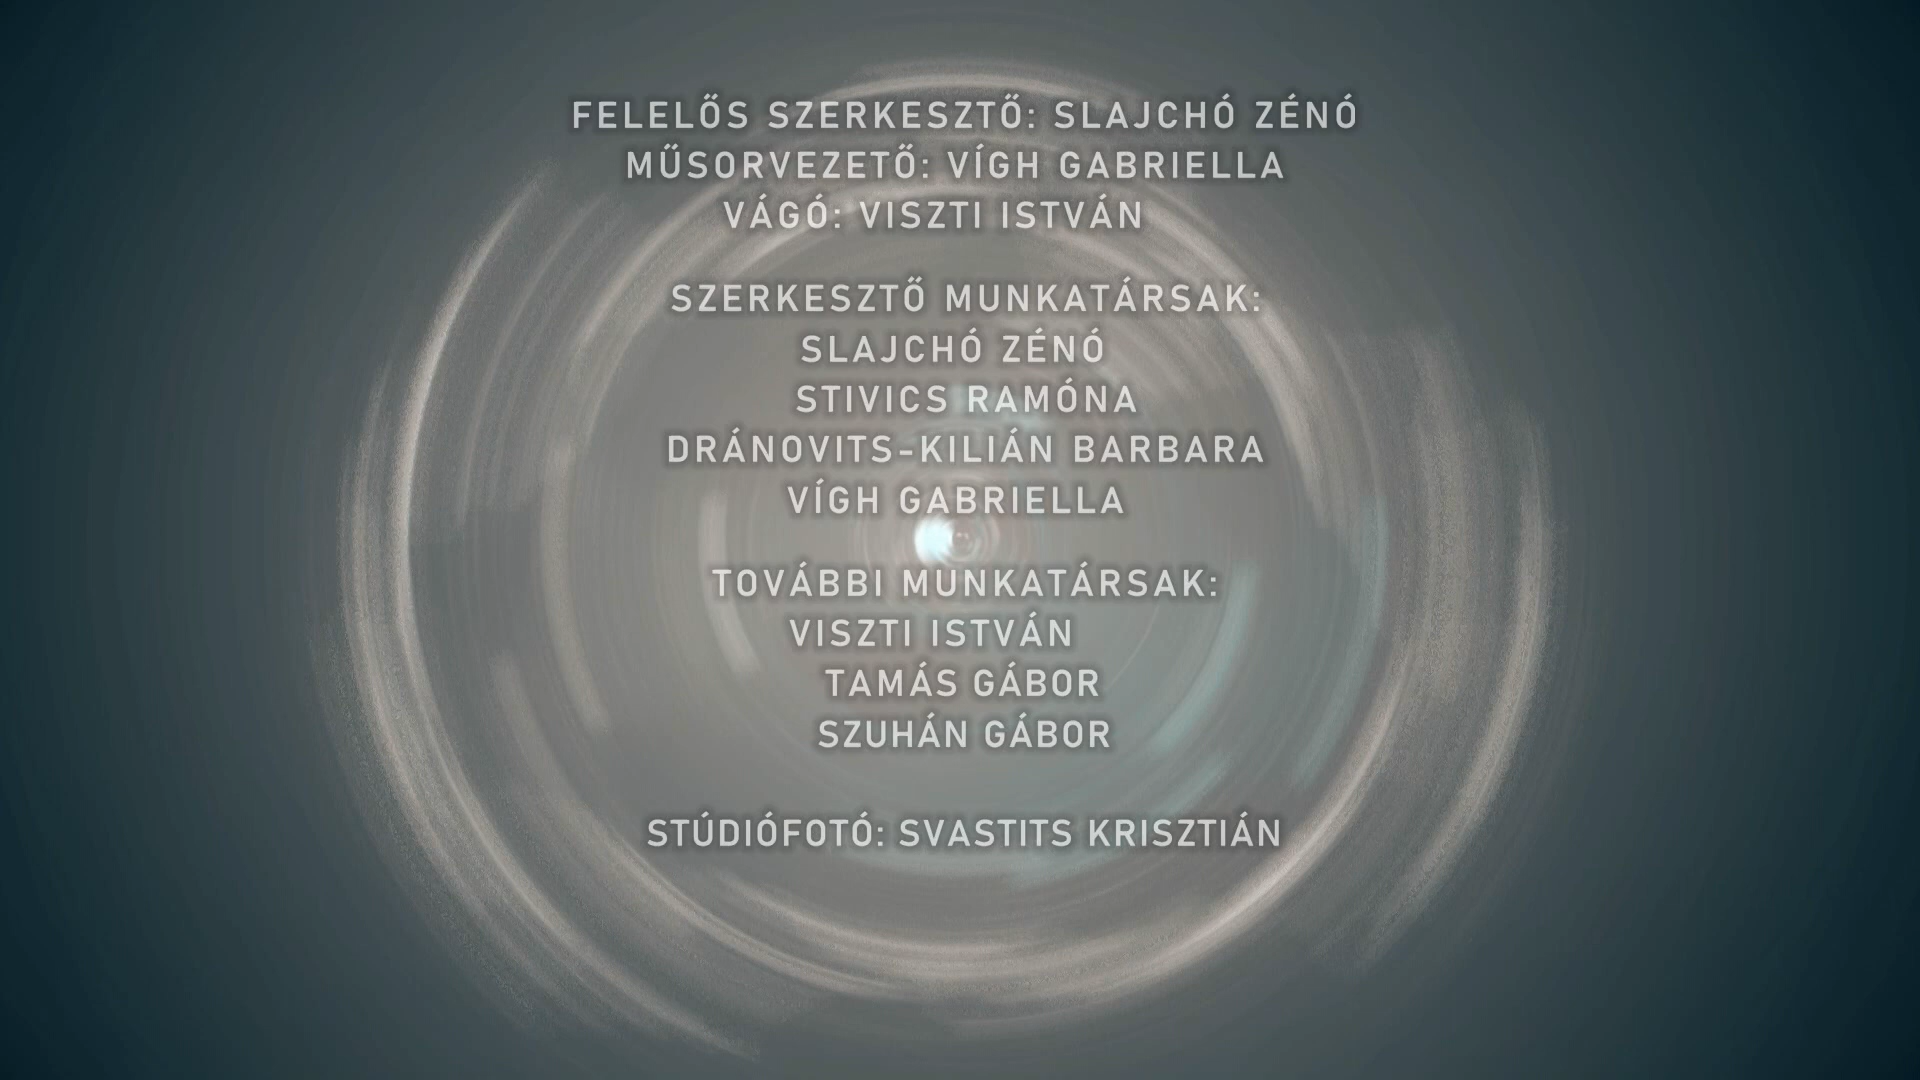 FELELŐS SZERKESZTŐ: SLAJCHÓ ZÉNÓ
MŰSORVEZETŐ: VÍGH GABRIELLA
VÁGÓ: VISZTI ISTVÁN
SZERKESZTŐ MUNKATÁRSAK:
SLAJCHÓ ZÉNÓ
STIVICS RAMÓNA
DRÁNOVITS-KILIÁN BARBARA
VÍGH GABRIELLA
TOVÁBBI MUNKATÁRSAK:
VISZTI ISTVÁN
TAMÁS GÁBOR
SZUHÁN GÁBOR
STÚDIÓFOTÓ: SVASTITS KRISZTIÁN